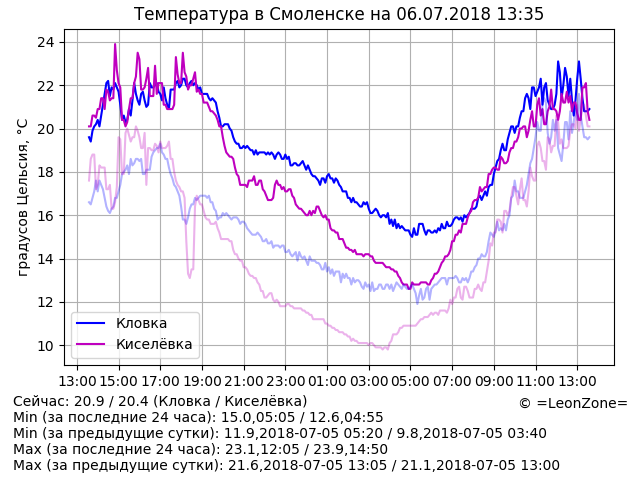 Температура в Смоленске на 06.07.2018 13:35
градусов Цельсия, °C
24
22
20
18
16
14
12
10
Кловка
Киселёвка
13:00 15:00 17:00 19:00 21:00 23:00 01:00 03:00 05:00 07:00 09:00 11:00 13:00
Сейчас: 20.9 / 20.4 (Кловка / Киселёвка)
© =LeonZone=
Min (за последние 24 часа): 15.0,05:05 / 12.6,04:55
Min (за предыдущие сутки): 11.9,2018-07-05 05:20 / 9.8,2018-07-05 03:40
Max (за последние 24 часа): 23.1,12:05 / 23.9,14:50
Max (за предыдущие сутки): 21.6,2018-07-05 13:05 / 21.1,2018-07-05 13:00